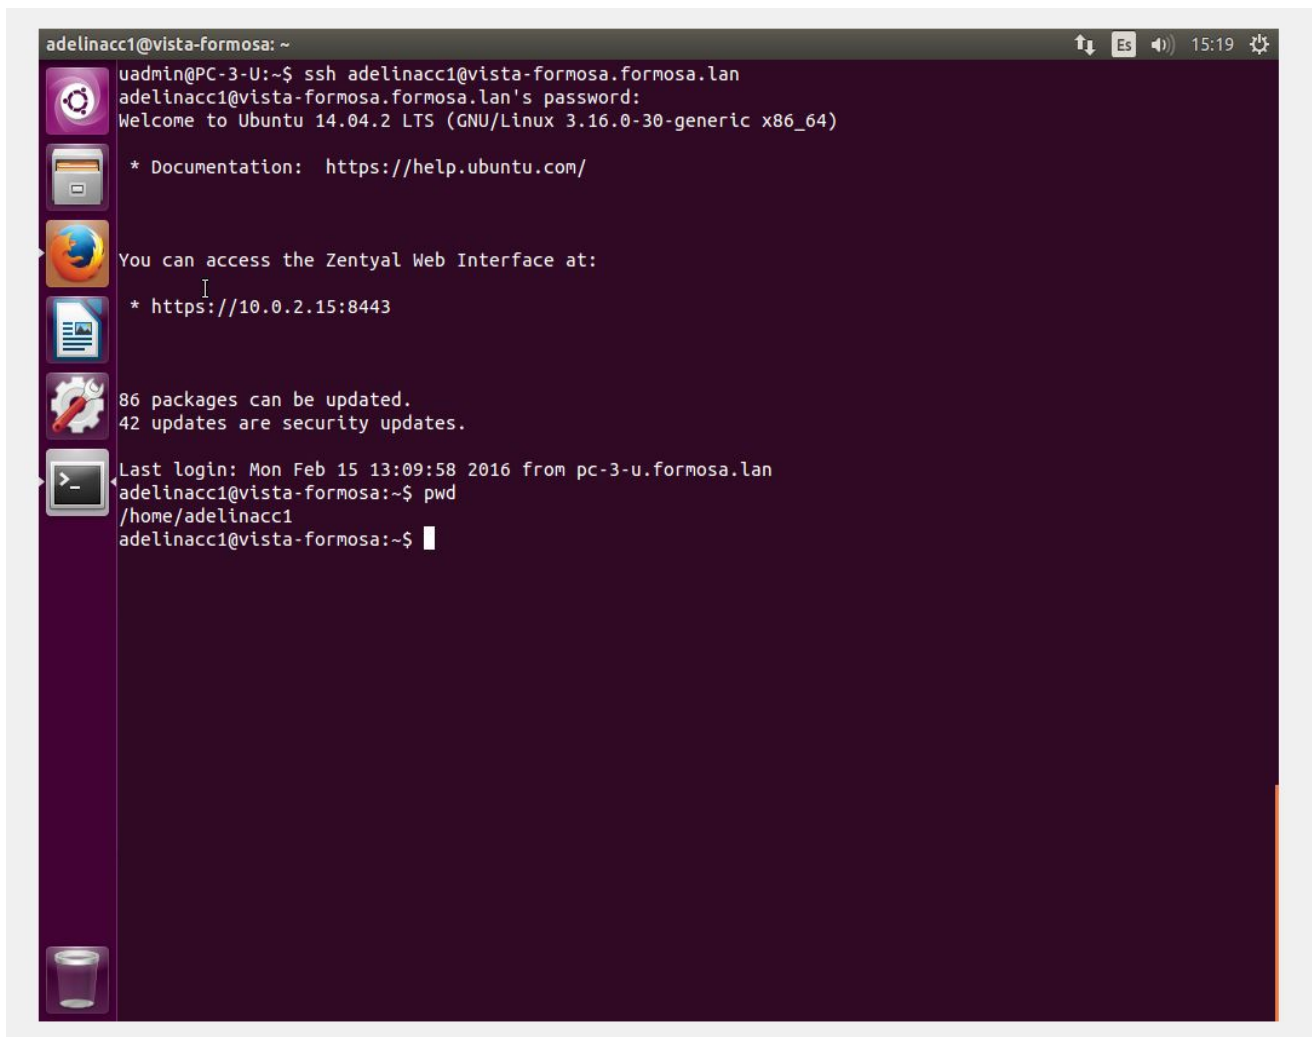 adelinacc1@vista-formosa: ~
Es 15:19
uadmin@PC-3-U:~$ ssh adelinacc1@vista-formosa.formosa.lan
adelinacc1@vista-formosa.formosa.lan's password:
Welcome to Ubuntu 14.04.2 LTS (GNU/Linux 3.16.0-30-generic x86_64)
* Documentation:  https://help.ubuntu.com/
You can access the Zentyal Web Interface at:
* https://10.0.2.15:8443
86 packages can be updated.
42 updates are security updates.
Last login: Mon Feb 15 13:09:58 2016 from pc-3-u.formosa.lan
adelinacc1@vista-formosa:~$ pwd
/home/adelinacc1
adelinacc1@vista-formosa:~$